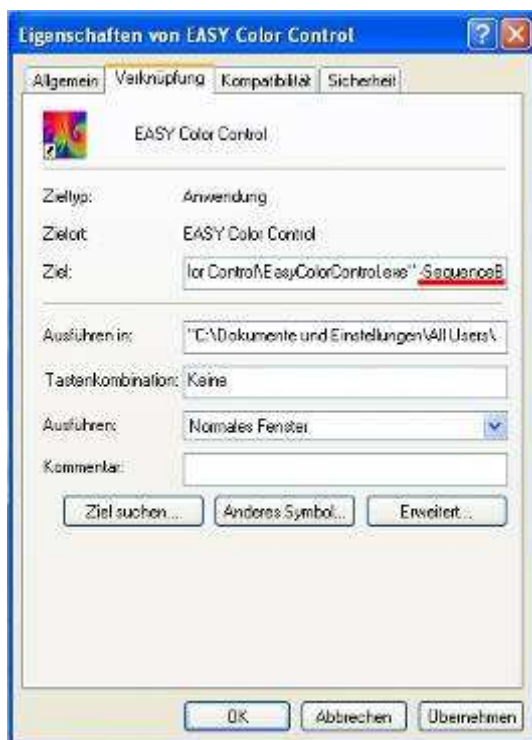 Eigenschaften von EASY Color Control
Allgemein Verknüpfung Kompatibilität Sicherheit
EASY Color Control
Zieltyp: Anwendung
Zielort: EASY Color Control
Ziel: lor Control\EasyColorControl.exe" -SequenceB
Ausführen in: "C:\Dokumente und Einstellungen\All Users\
Tastenkombination: Keine
Ausführen: Normales Fenster
Kommentar:
Ziel suchen... Anderes Symbol... Erweitert...
OK Abbrechen Übernehmen